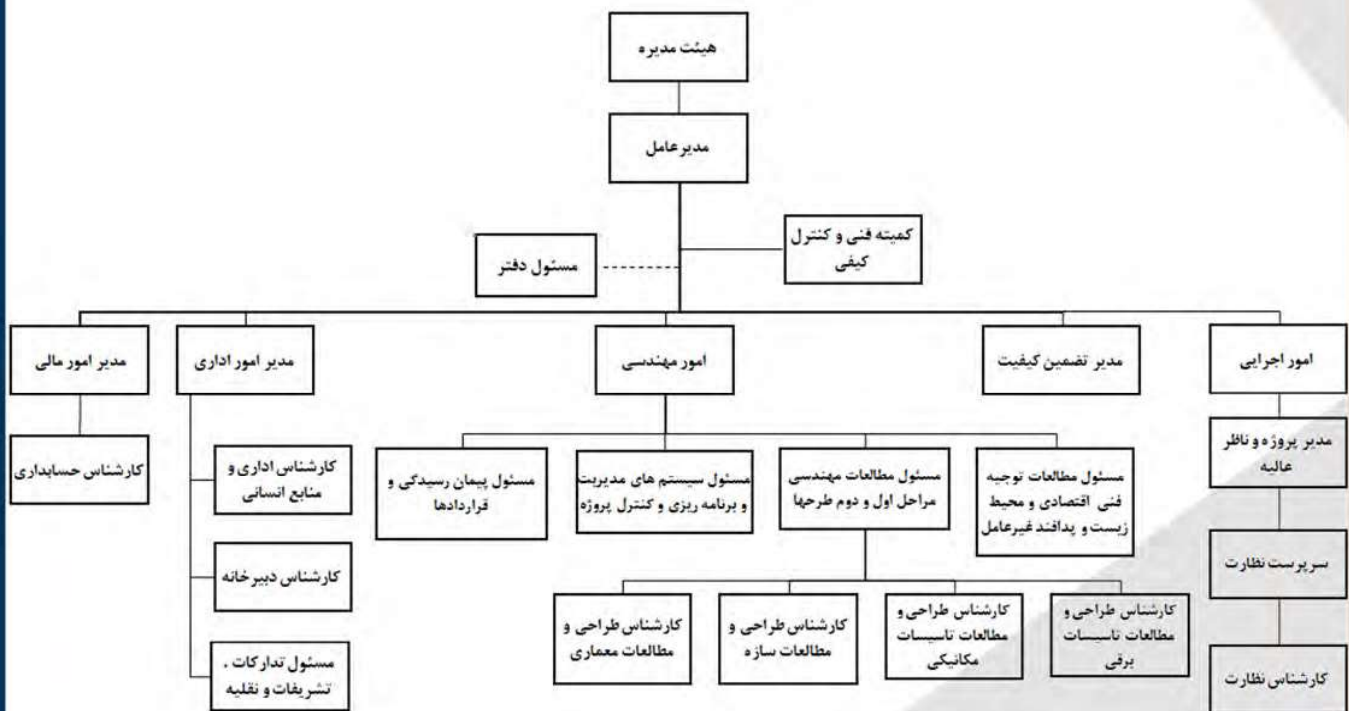 هیئت مدیره
مدیرعامل
کمیته فنی و کنترل
کیفی
مسئول دفتر
امور اجرایی
مدیر تضمین کیفیت
امور مهندسی
مدیر امور اداری
مدیر امور مالی
مدیر پروژه و ناظر
عالیه
سرپرست نظارت
کارشناس نظارت
مسئول مطالعات توجیه
فنی اقتصادی و محیط
زیست و پدافند غیرعامل
مسئول مطالعات مهندسی
مراحل اول و دوم طرحها
مسئول سیستم های مدیریت
و برنامه ریزی و کنترل پروژه
مسئول پیمان رسیدگی و
قراردادها
کارشناس طراحی و
مطالعات تاسیسات
برقی
کارشناس طراحی و
مطالعات تاسیسات
مکانیکی
کارشناس طراحی و
مطالعات سازه
کارشناس طراحی و
مطالعات معماری
کارشناس اداری و
منابع انسانی
کارشناس دبیرخانه
مسئول تدارکات ،
تشریفات و نقلیه
کارشناس حسابداری